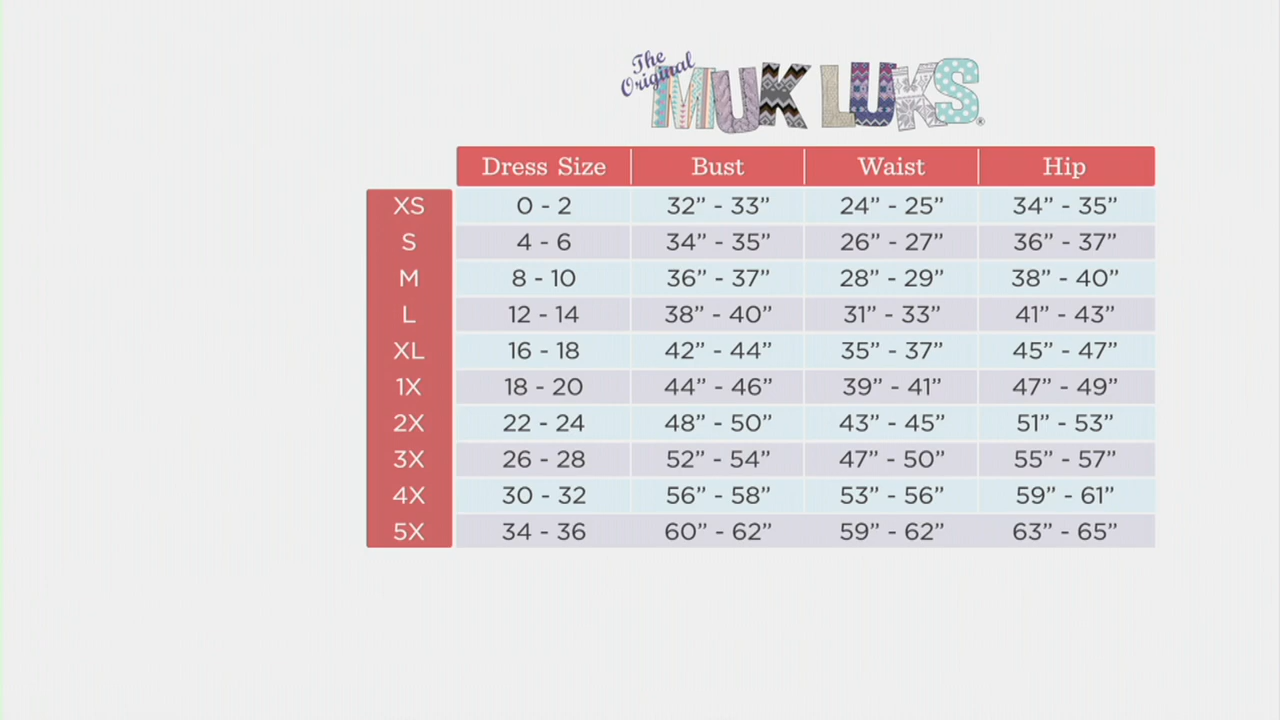 The
Original
MUK LUKS®
Dress Size Bust Waist Hip
XS 0 - 2 32” - 33” 24” - 25” 34” - 35”
S 4 - 6 34” - 35” 26” - 27” 36” - 37”
M 8 - 10 36” - 37” 28” - 29” 38” - 40”
L 12 - 14 38” - 40” 31” - 33” 41” - 43”
XL 16 - 18 42” - 44” 35” - 37” 45” - 47”
1X 18 - 20 44” - 46” 39” - 41” 47” - 49”
2X 22 - 24 48” - 50” 43” - 45” 51” - 53”
3X 26 - 28 52” - 54” 47” - 50” 55” - 57”
4X 30 - 32 56” - 58” 53” - 56” 59” - 61”
5X 34 - 36 60” - 62” 59” - 62” 63” - 65”